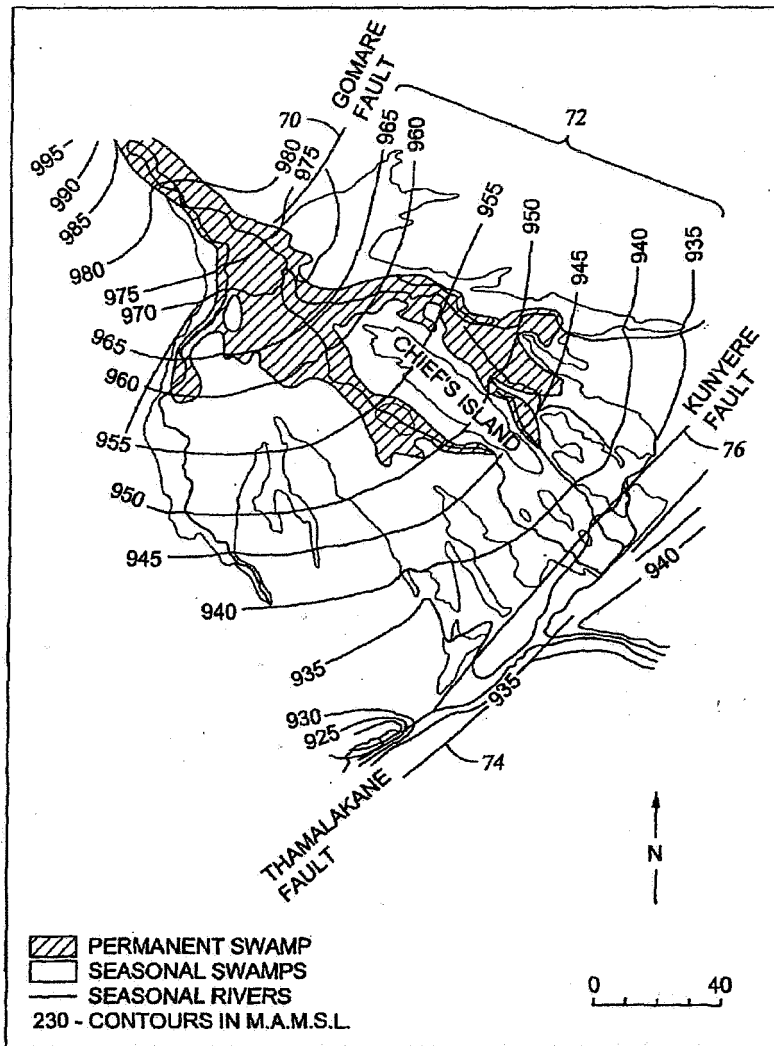 GOMARE
FAULT
70
72
980
975
965
960
955
950
945
940
935
995
990
985
980
975
970
965
960
955
950
945
940
935
930
925
CHIEF'S ISLAND
KUNYERE
FAULT
76
940
935
74
THAMALAKANE
FAULT
N
PERMANENT SWAMP
SEASONAL SWAMPS
SEASONAL RIVERS
230 - CONTOURS IN M.A.M.S.L.
0 40